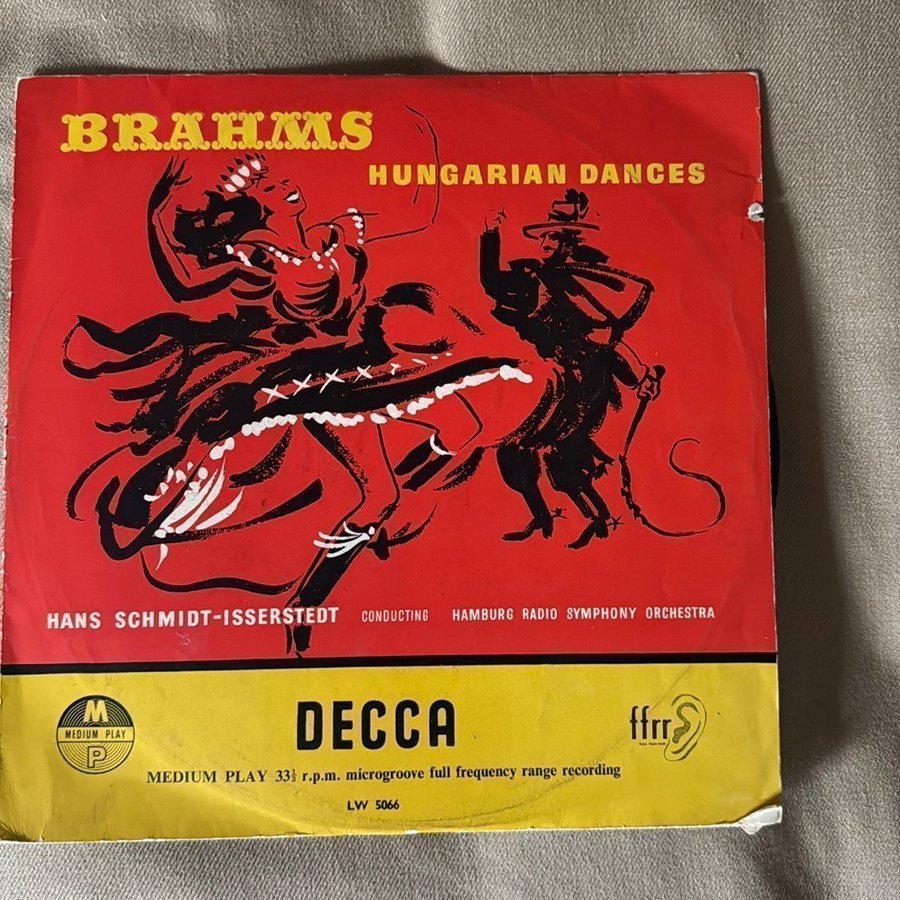 BRAHMS
HUNGARIAN DANCES
HANS SCHMIDT-ISSERSTEDT CONDUCTING HAMBURG RADIO SYMPHONY ORCHESTRA
M
MEDIUM PLAY
P
DECCA
ffrr
MEDIUM PLAY 33⅓ r.p.m. microgroove full frequency range recording
LW 5066